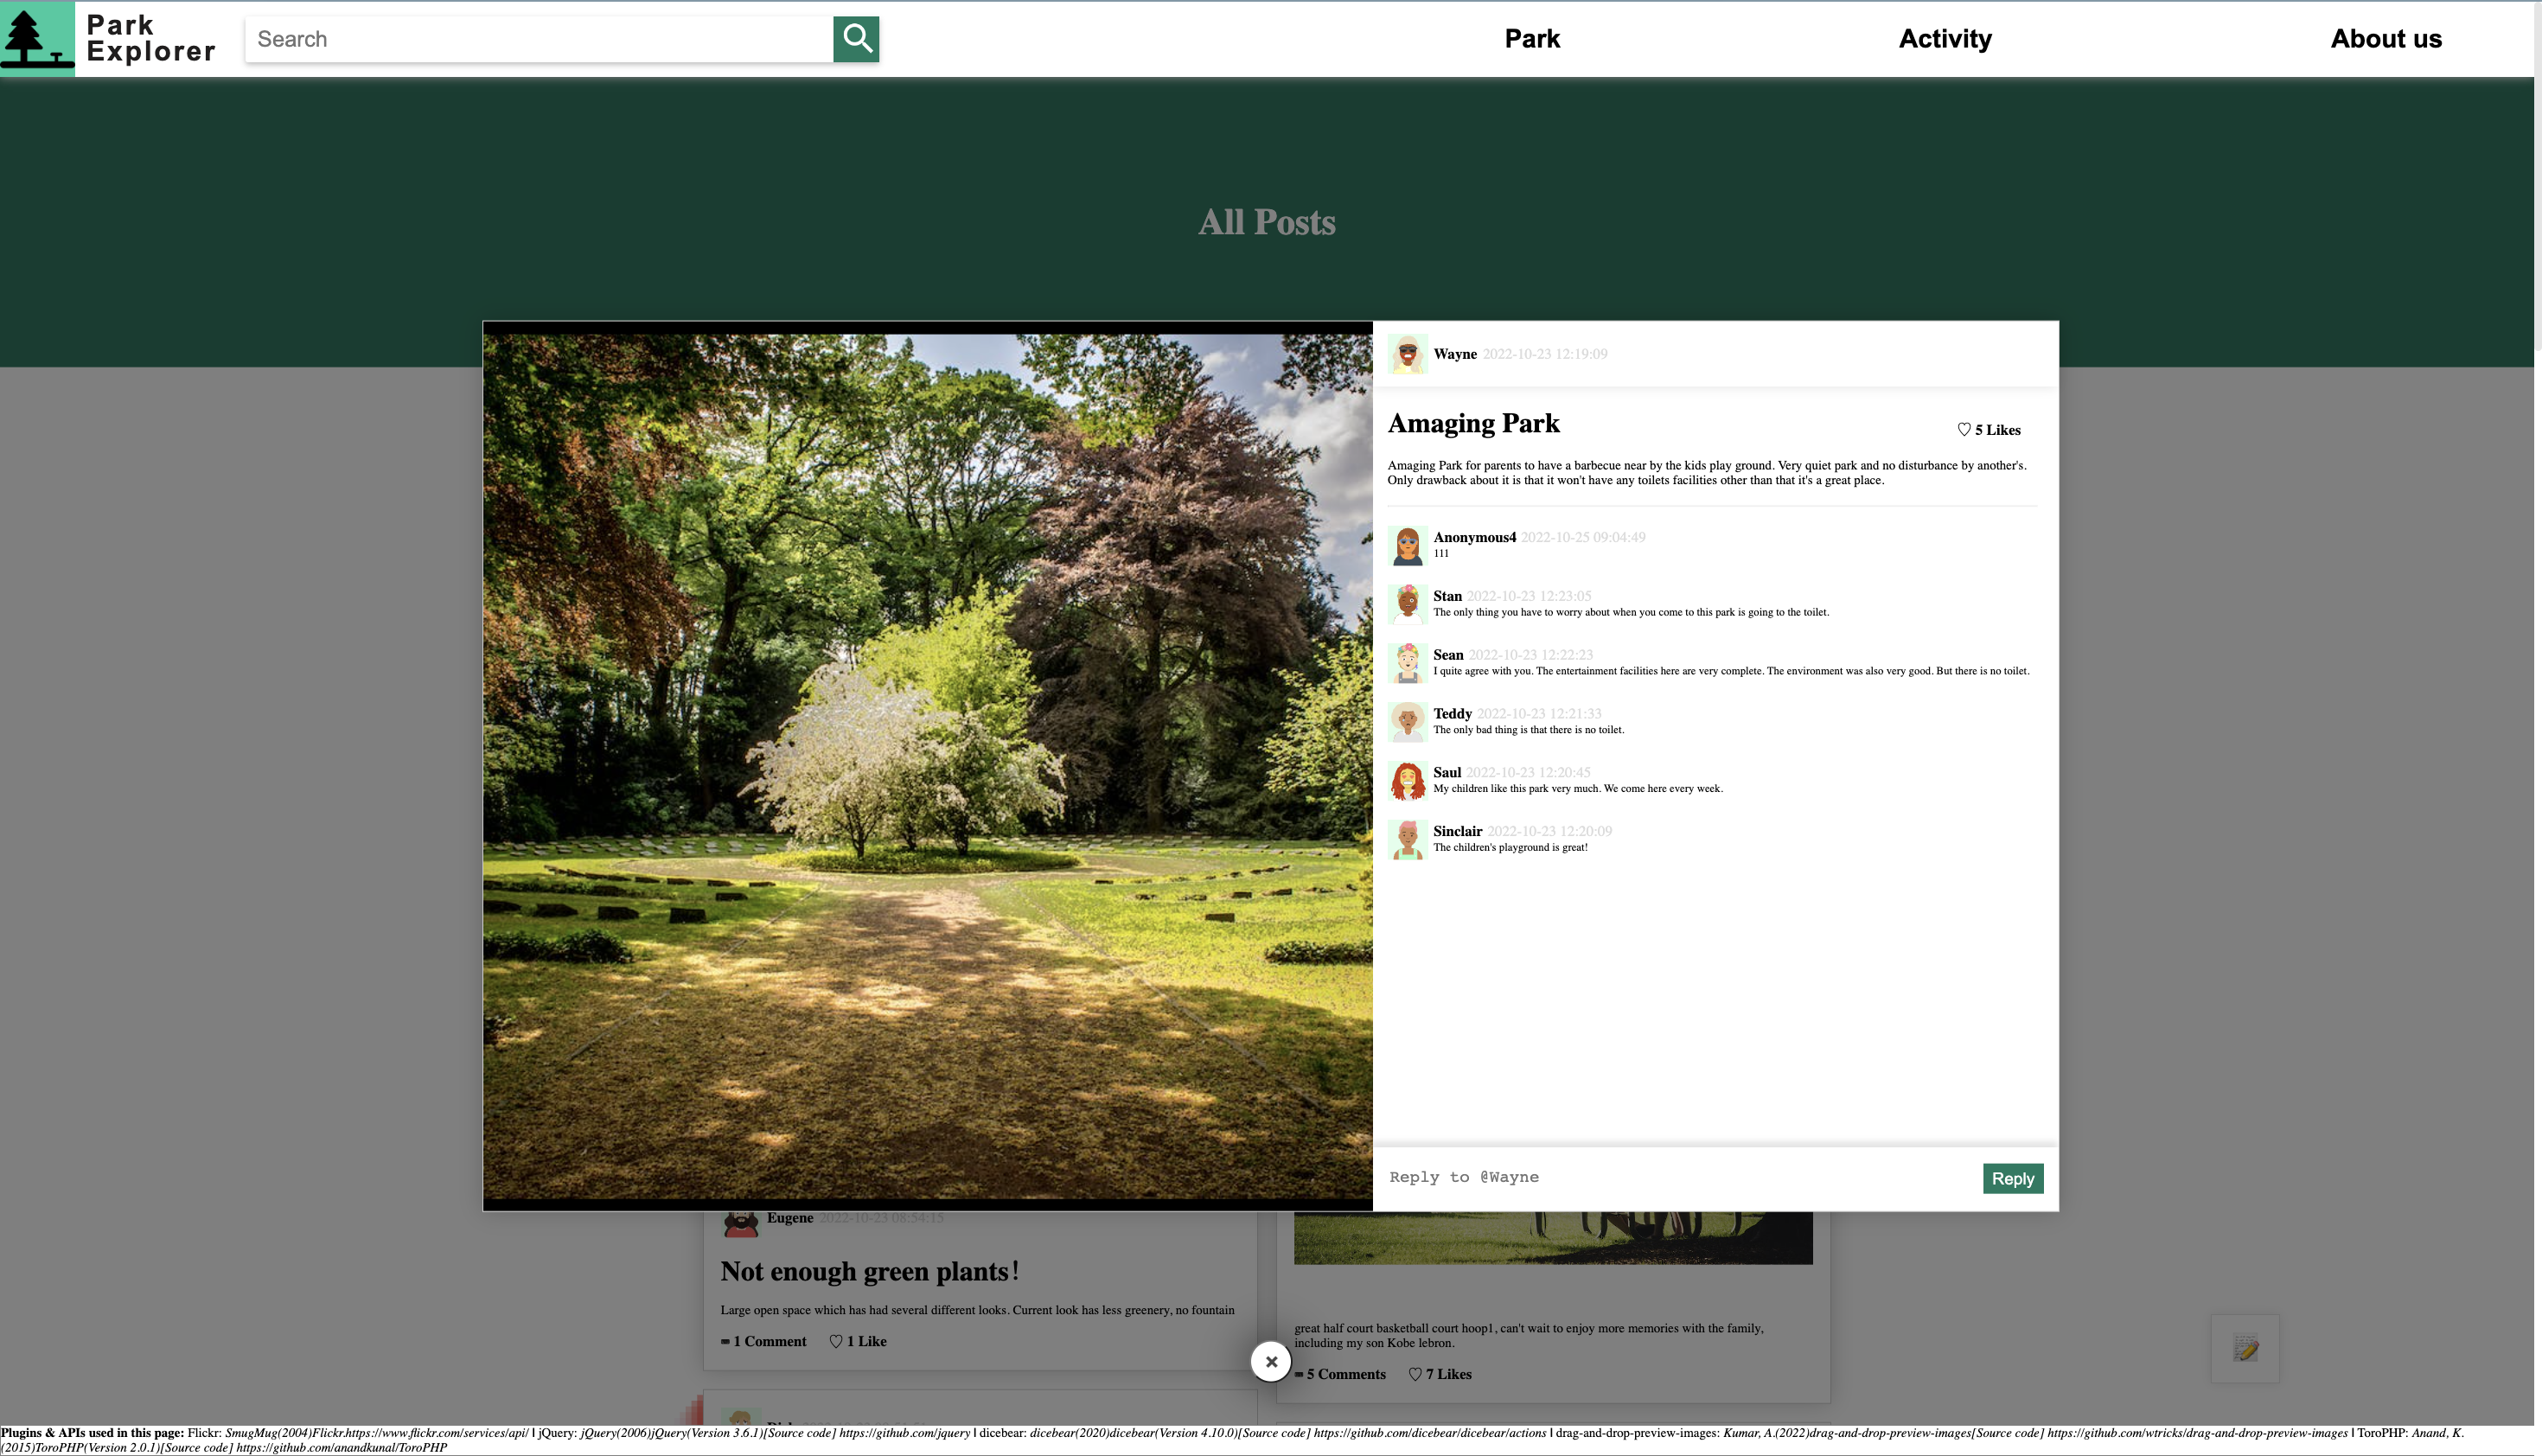 Park
Explorer
Search
Park
Activity
About us
All Posts
Wayne 2022-10-23 12:19:09
Amaging Park
♡ 5 Likes
Amaging Park for parents to have a barbecue near by the kids play ground. Very quiet park and no disturbance by another's.
Only drawback about it is that it won't have any toilets facilities other than that it's a great place.
Anonymous4 2022-10-25 09:04:49
111
Stan 2022-10-23 12:23:05
The only thing you have to worry about when you come to this park is going to the toilet.
Sean 2022-10-23 12:22:23
I quite agree with you. The entertainment facilities here are very complete. The environment was also very good. But there is no toilet.
Teddy 2022-10-23 12:21:33
The only bad thing is that there is no toilet.
Saul 2022-10-23 12:20:45
My children like this park very much. We come here every week.
Sinclair 2022-10-23 12:20:09
The children's playground is great!
Reply to @Wayne
Reply
Eugene 2022-10-23 08:54:15
Not enough green plants!
Large open space which has had several different looks. Current look has less greenery, no fountain
1 Comment ♡ 1 Like
great half court basketball court hoop1, can't wait to enjoy more memories with the family,
including my son Kobe lebron.
5 Comments ♡ 7 Likes
×
Plugins & APIs used in this page: Flickr: SmugMug(2004)Flickr.https://www.flickr.com/services/api/ | jQuery: jQuery(2006)jQuery(Version 3.6.1)[Source code] https://github.com/jquery | dicebear: dicebear(2020)dicebear(Version 4.10.0)[Source code] https://github.com/dicebear/dicebear/actions | drag-and-drop-preview-images: Kumar, A.(2022)drag-and-drop-preview-images[Source code] https://github.com/wtricks/drag-and-drop-preview-images | ToroPHP: Anand, K.
(2015)ToroPHP(Version 2.0.1)[Source code] https://github.com/anandkunal/ToroPHP